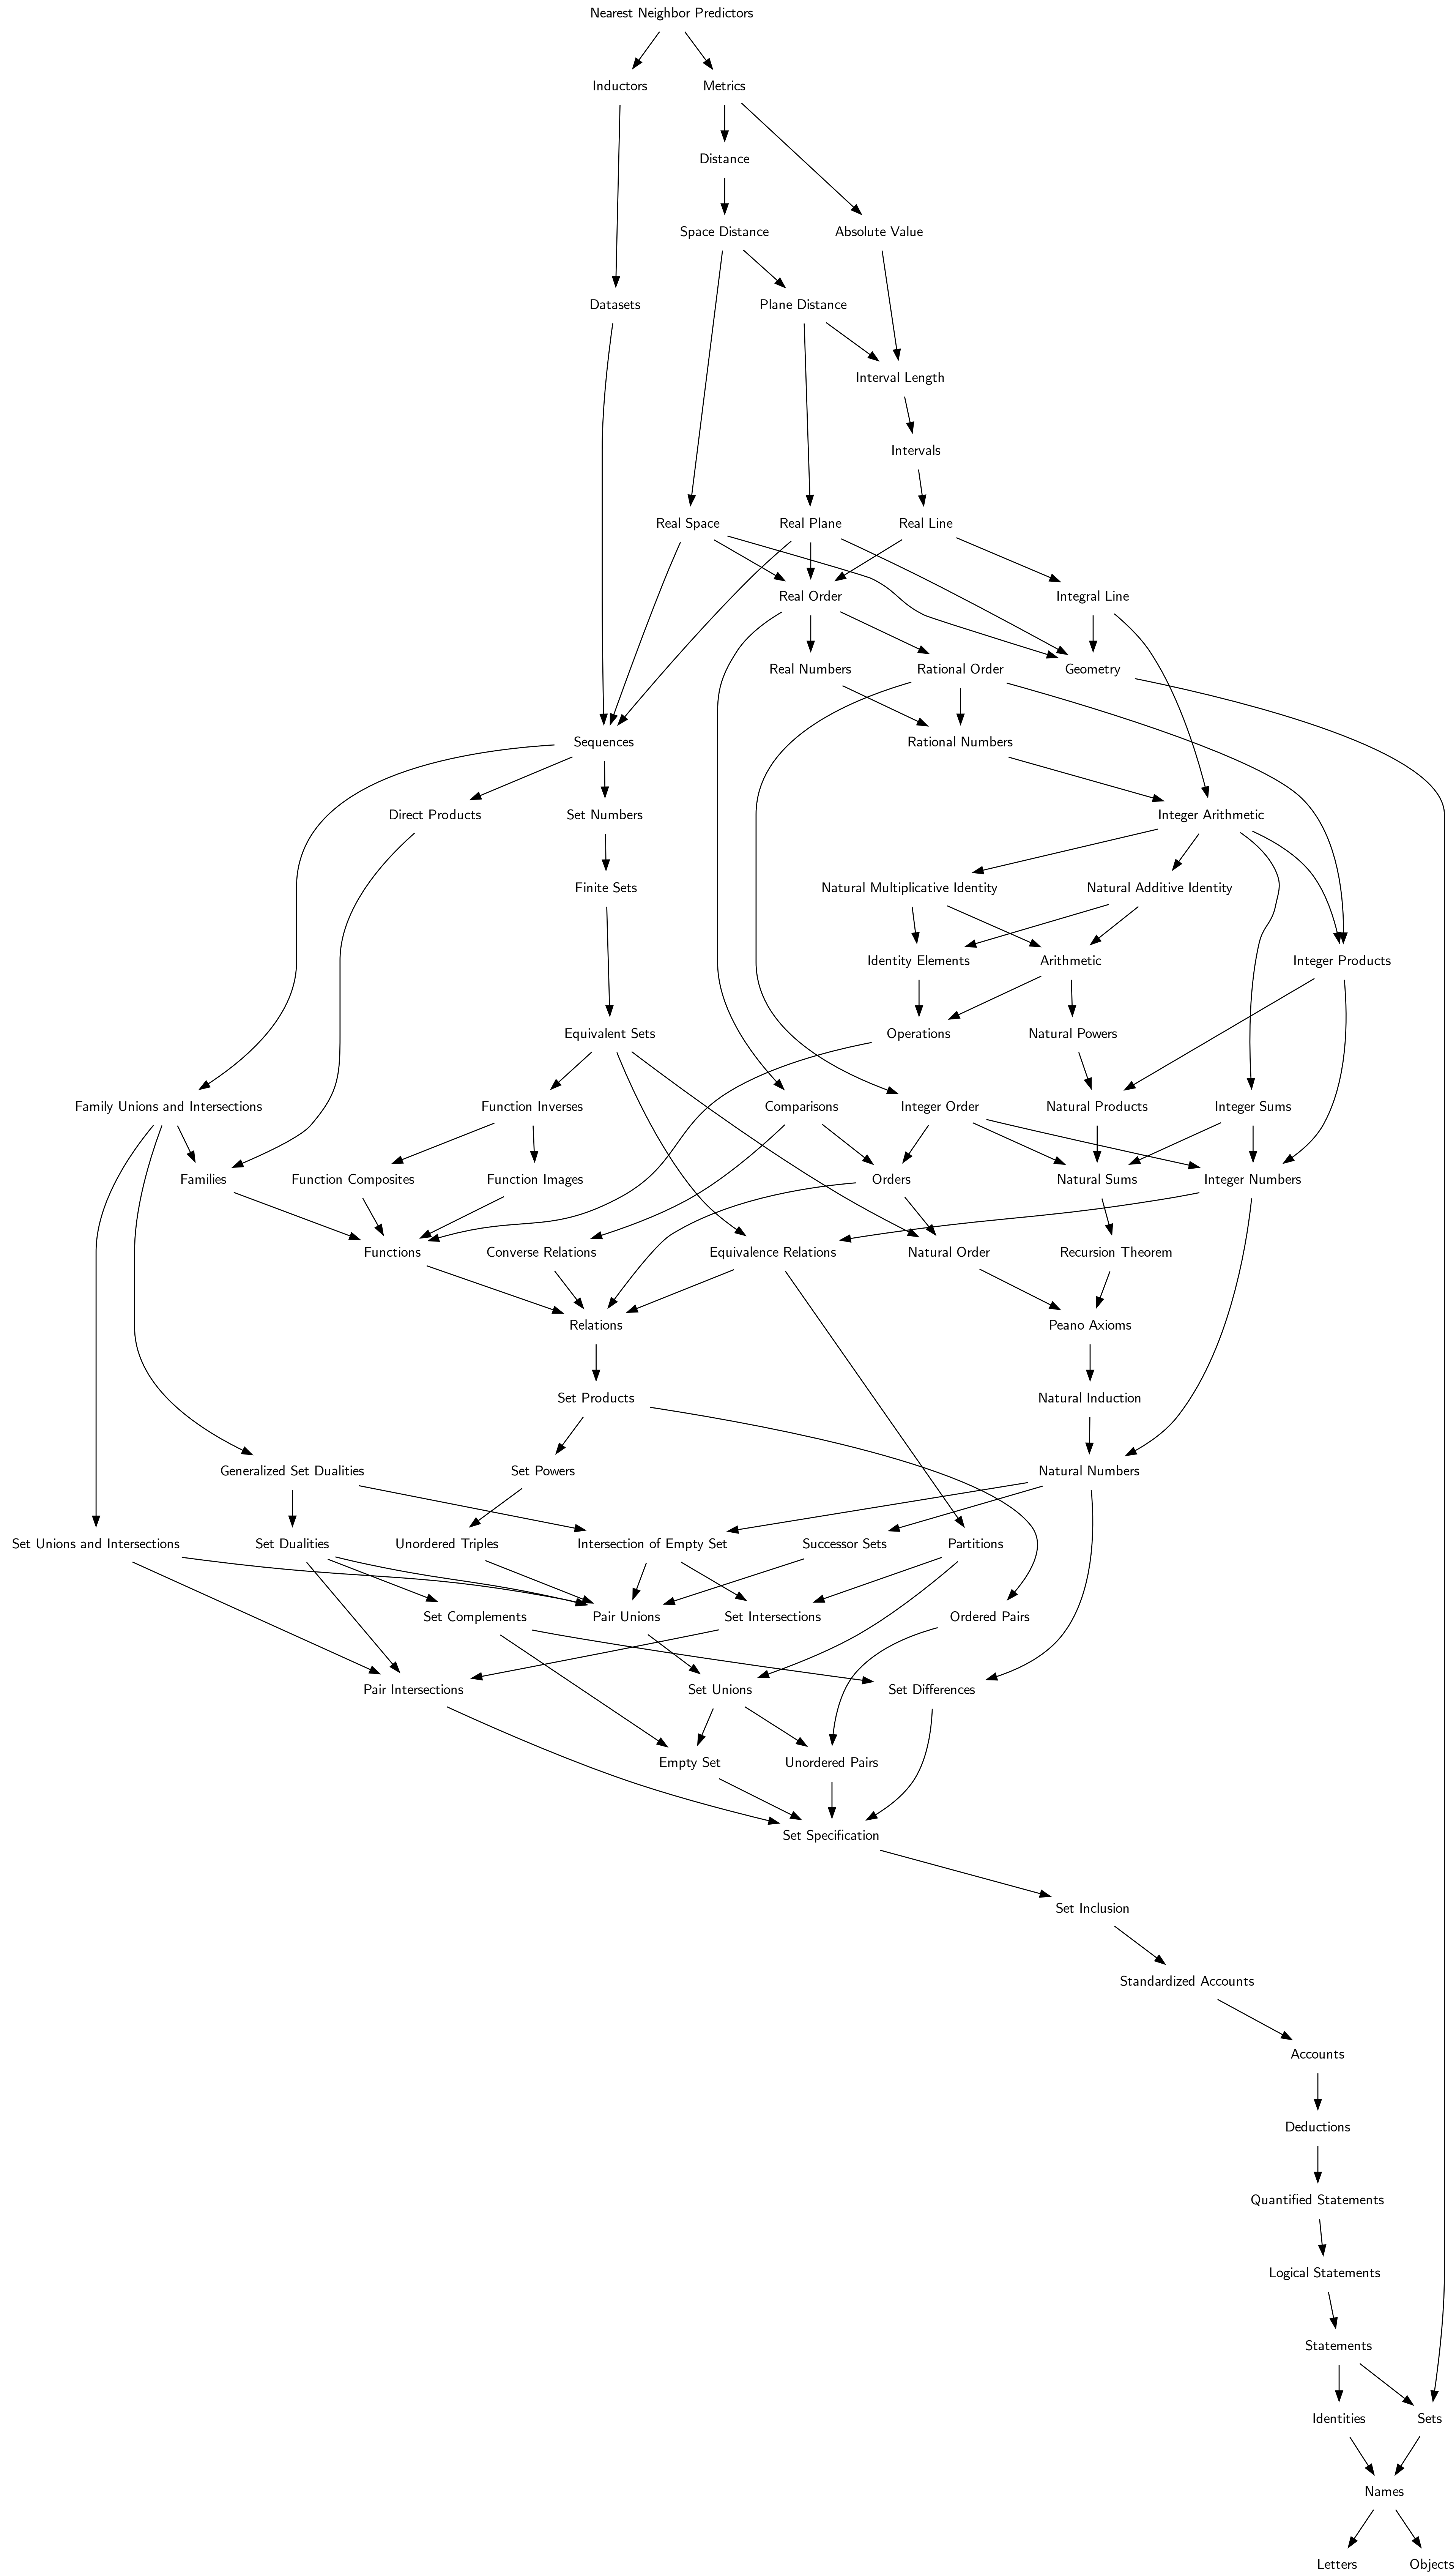 Nearest Neighbor Predictors
Inductors
Metrics
Distance
Space Distance
Absolute Value
Datasets
Plane Distance
Interval Length
Intervals
Real Space
Real Plane
Real Line
Real Order
Integral Line
Real Numbers
Rational Order
Geometry
Sequences
Rational Numbers
Direct Products
Set Numbers
Integer Arithmetic
Finite Sets
Natural Multiplicative Identity
Natural Additive Identity
Identity Elements
Arithmetic
Integer Products
Equivalent Sets
Operations
Natural Powers
Family Unions and Intersections
Function Inverses
Comparisons
Integer Order
Natural Products
Integer Sums
Families
Function Composites
Function Images
Orders
Natural Sums
Integer Numbers
Functions
Converse Relations
Equivalence Relations
Natural Order
Recursion Theorem
Relations
Peano Axioms
Set Products
Natural Induction
Generalized Set Dualities
Set Powers
Natural Numbers
Set Unions and Intersections
Set Dualities
Unordered Triples
Intersection of Empty Set
Successor Sets
Partitions
Set Complements
Pair Unions
Set Intersections
Ordered Pairs
Pair Intersections
Set Unions
Set Differences
Empty Set
Unordered Pairs
Set Specification
Set Inclusion
Standardized Accounts
Accounts
Deductions
Quantified Statements
Logical Statements
Statements
Identities
Sets
Names
Letters
Objects